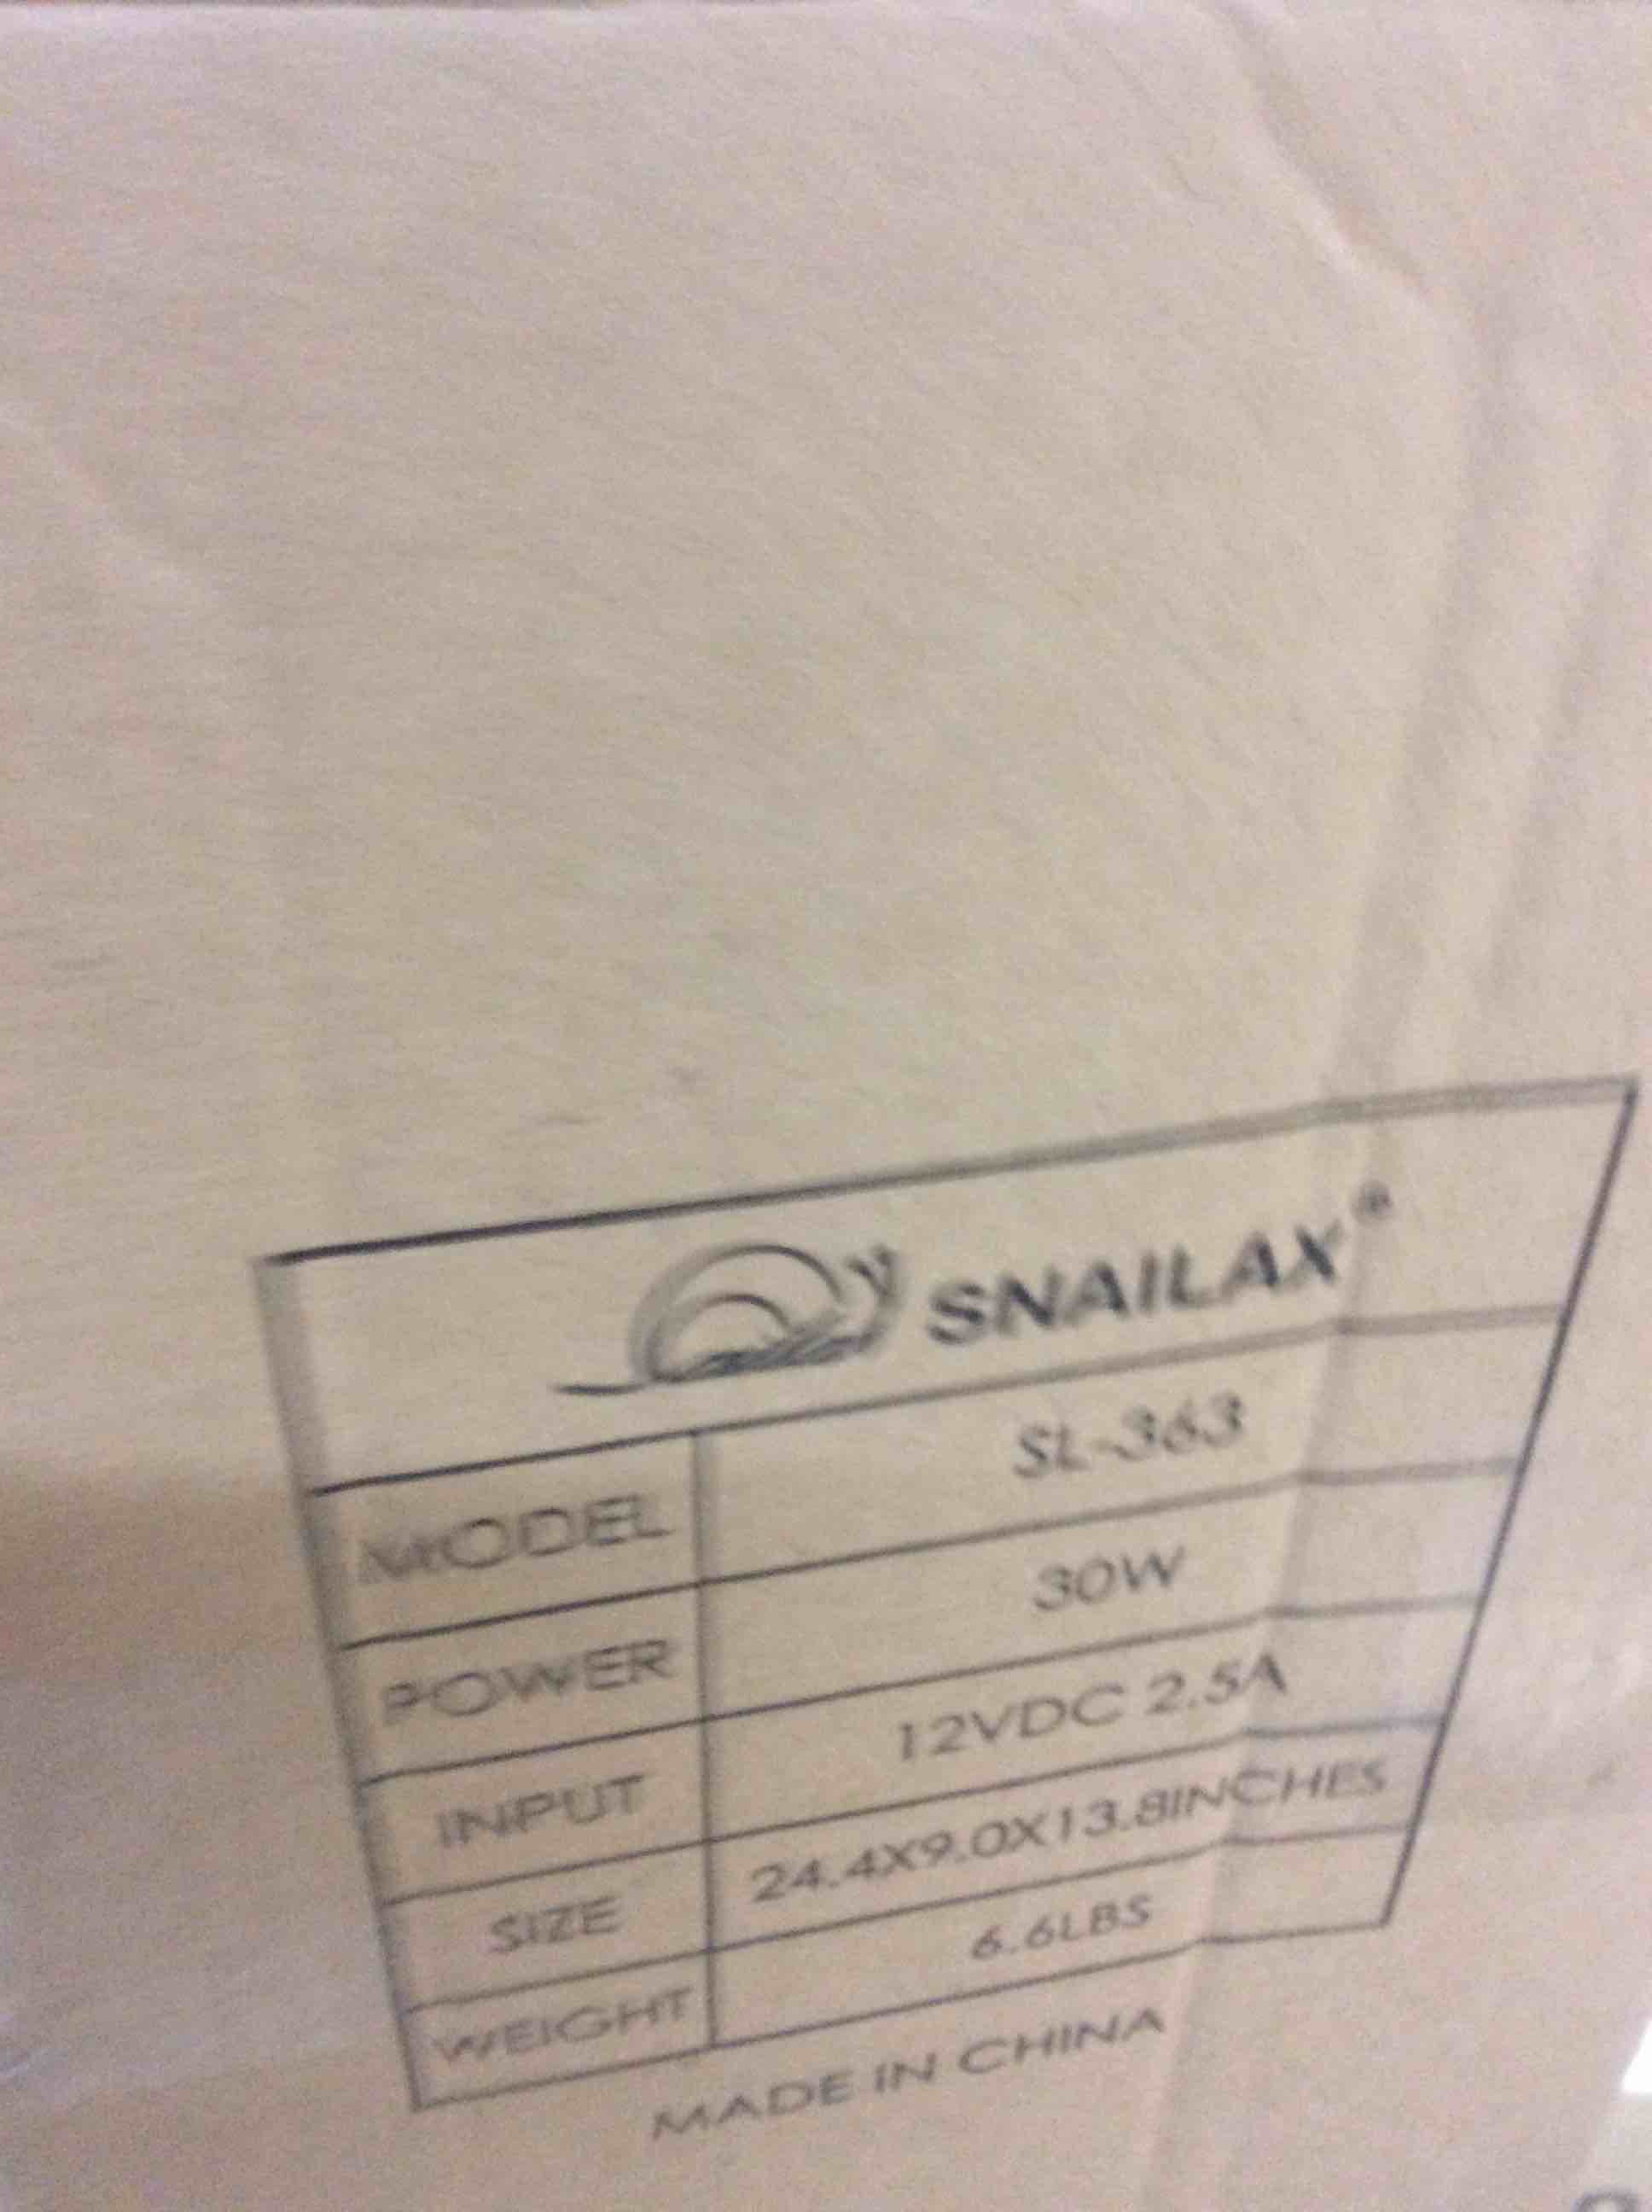 SNAILAX®
MODEL SL-363
POWER 30W
INPUT 12VDC 2.5A
SIZE 24.4X9.0X13.8INCHES
WEIGHT 6.6LBS
MADE IN CHINA